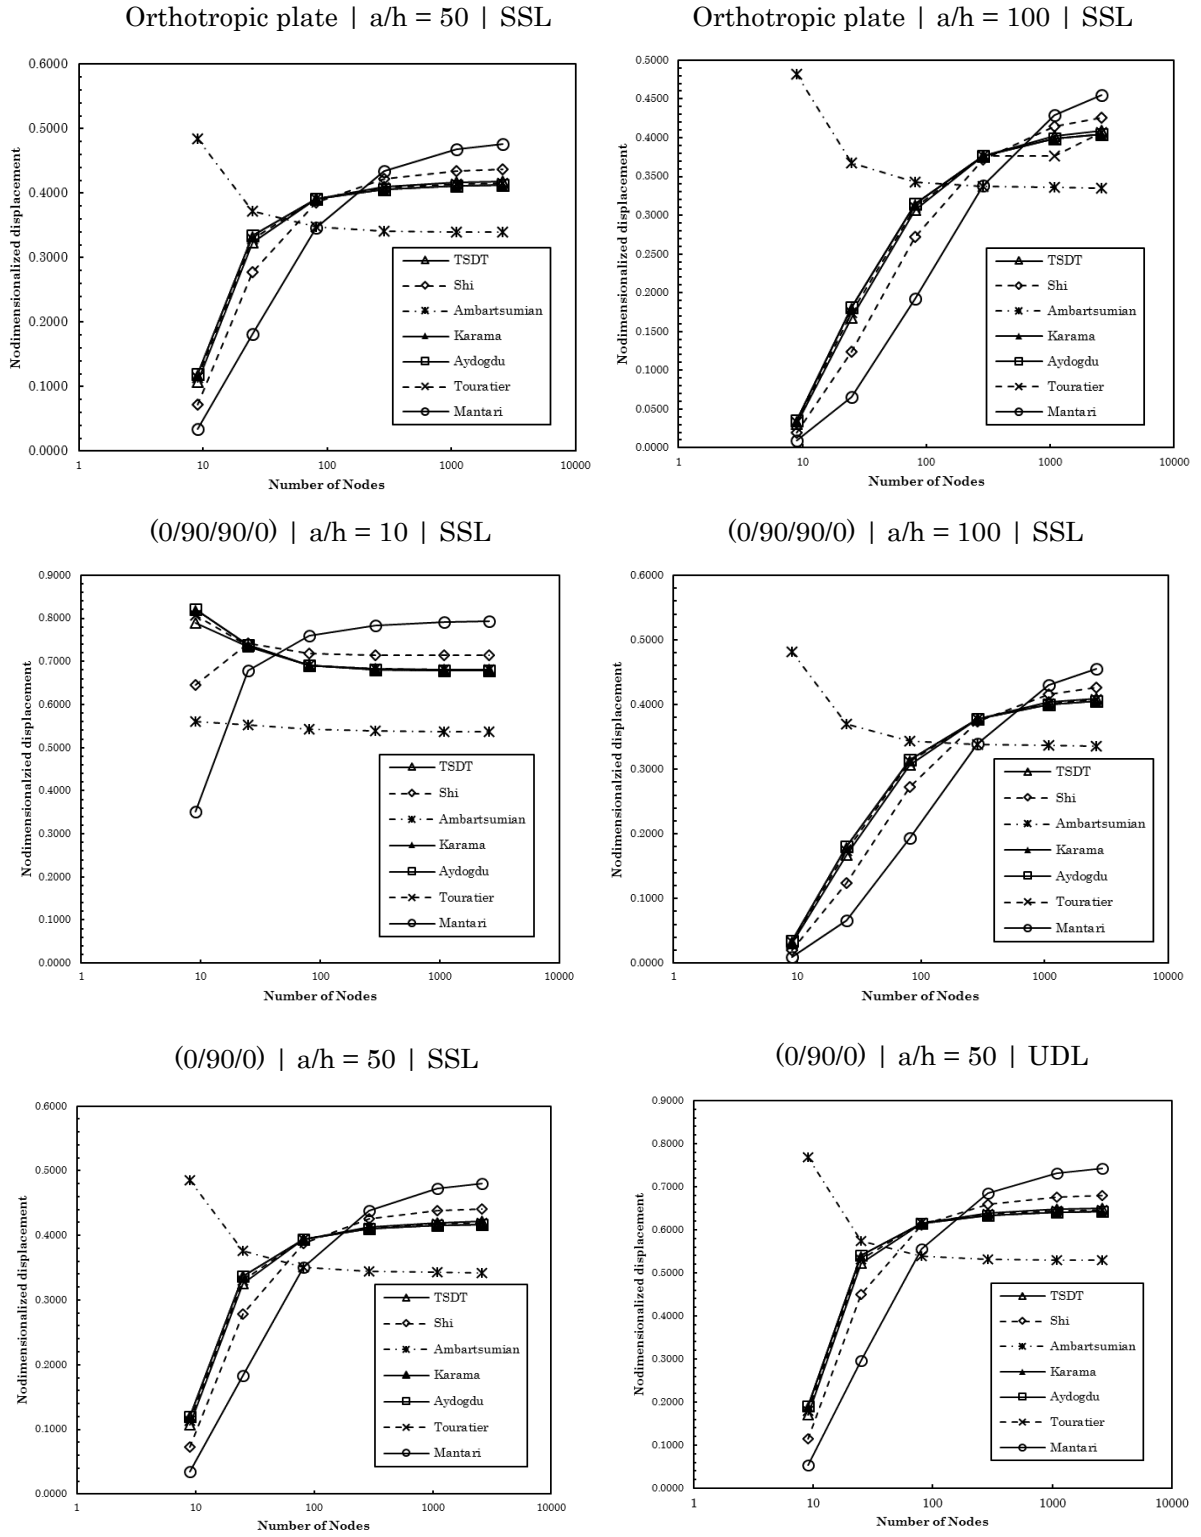 Orthotropic plate | a/h = 50 | SSL
0.6000
0.5000
0.4000
0.3000
0.2000
0.1000
0.0000
Nodimensionalized displacement
1 10 100 1000 10000
Number of Nodes
TSDT
Shi
Ambartsumian
Karama
Aydogdu
Touratier
Mantari
Orthotropic plate | a/h = 100 | SSL
0.5000
0.4500
0.4000
0.3500
0.3000
0.2500
0.2000
0.1500
0.1000
0.0500
0.0000
Nodimensionalized displacement
1 10 100 1000 10000
Number of Nodes
TSDT
Shi
Ambartsumian
Karama
Aydogdu
Touratier
Mantari
(0/90/90/0) | a/h = 10 | SSL
0.9000
0.8000
0.7000
0.6000
0.5000
0.4000
0.3000
0.2000
0.1000
0.0000
Nodimensionalzied displacement
1 10 100 1000 10000
Number of Nodes
TSDT
Shi
Ambartsumian
Karama
Aydogdu
Touratier
Mantari
(0/90/90/0) | a/h = 100 | SSL
0.6000
0.5000
0.4000
0.3000
0.2000
0.1000
0.0000
Nodimensionalzied displacement
1 10 100 1000 10000
Number of Nodes
TSDT
Shi
Ambartsumian
Karama
Aydogdu
Touratier
Mantari
(0/90/0) | a/h = 50 | SSL
0.6000
0.5000
0.4000
0.3000
0.2000
0.1000
0.0000
Nodimensionalized displacement
1 10 100 1000 10000
Number of Nodes
TSDT
Shi
Ambartsumian
Karama
Aydogdu
Touratier
Mantari
(0/90/0) | a/h = 50 | UDL
0.9000
0.8000
0.7000
0.6000
0.5000
0.4000
0.3000
0.2000
0.1000
0.0000
Nodimensionalized displacement
1 10 100 1000 10000
Number of Nodes
TSDT
Shi
Ambartsumian
Karama
Aydogdu
Touratier
Mantari